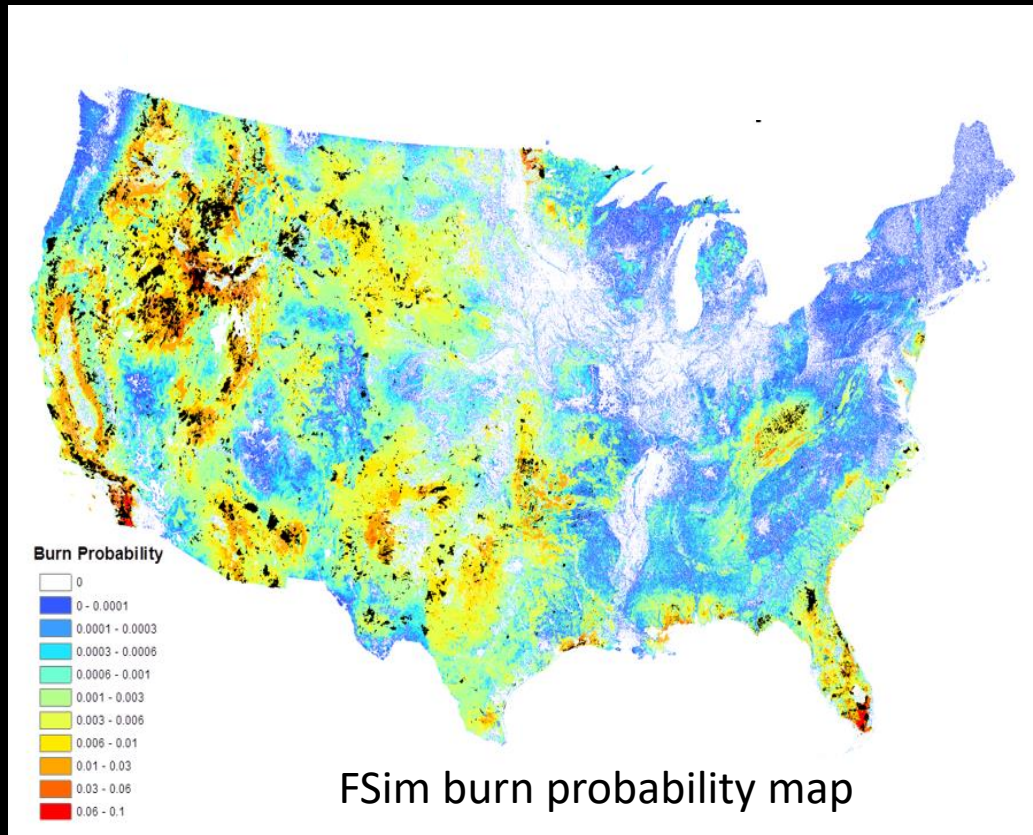 Burn Probability
0
0 - 0.0001
0.0001 - 0.0003
0.0003 - 0.0006
0.0006 - 0.001
0.001 - 0.003
0.003 - 0.006
0.006 - 0.01
0.01 - 0.03
0.03 - 0.06
0.06 - 0.1
FSim burn probability map